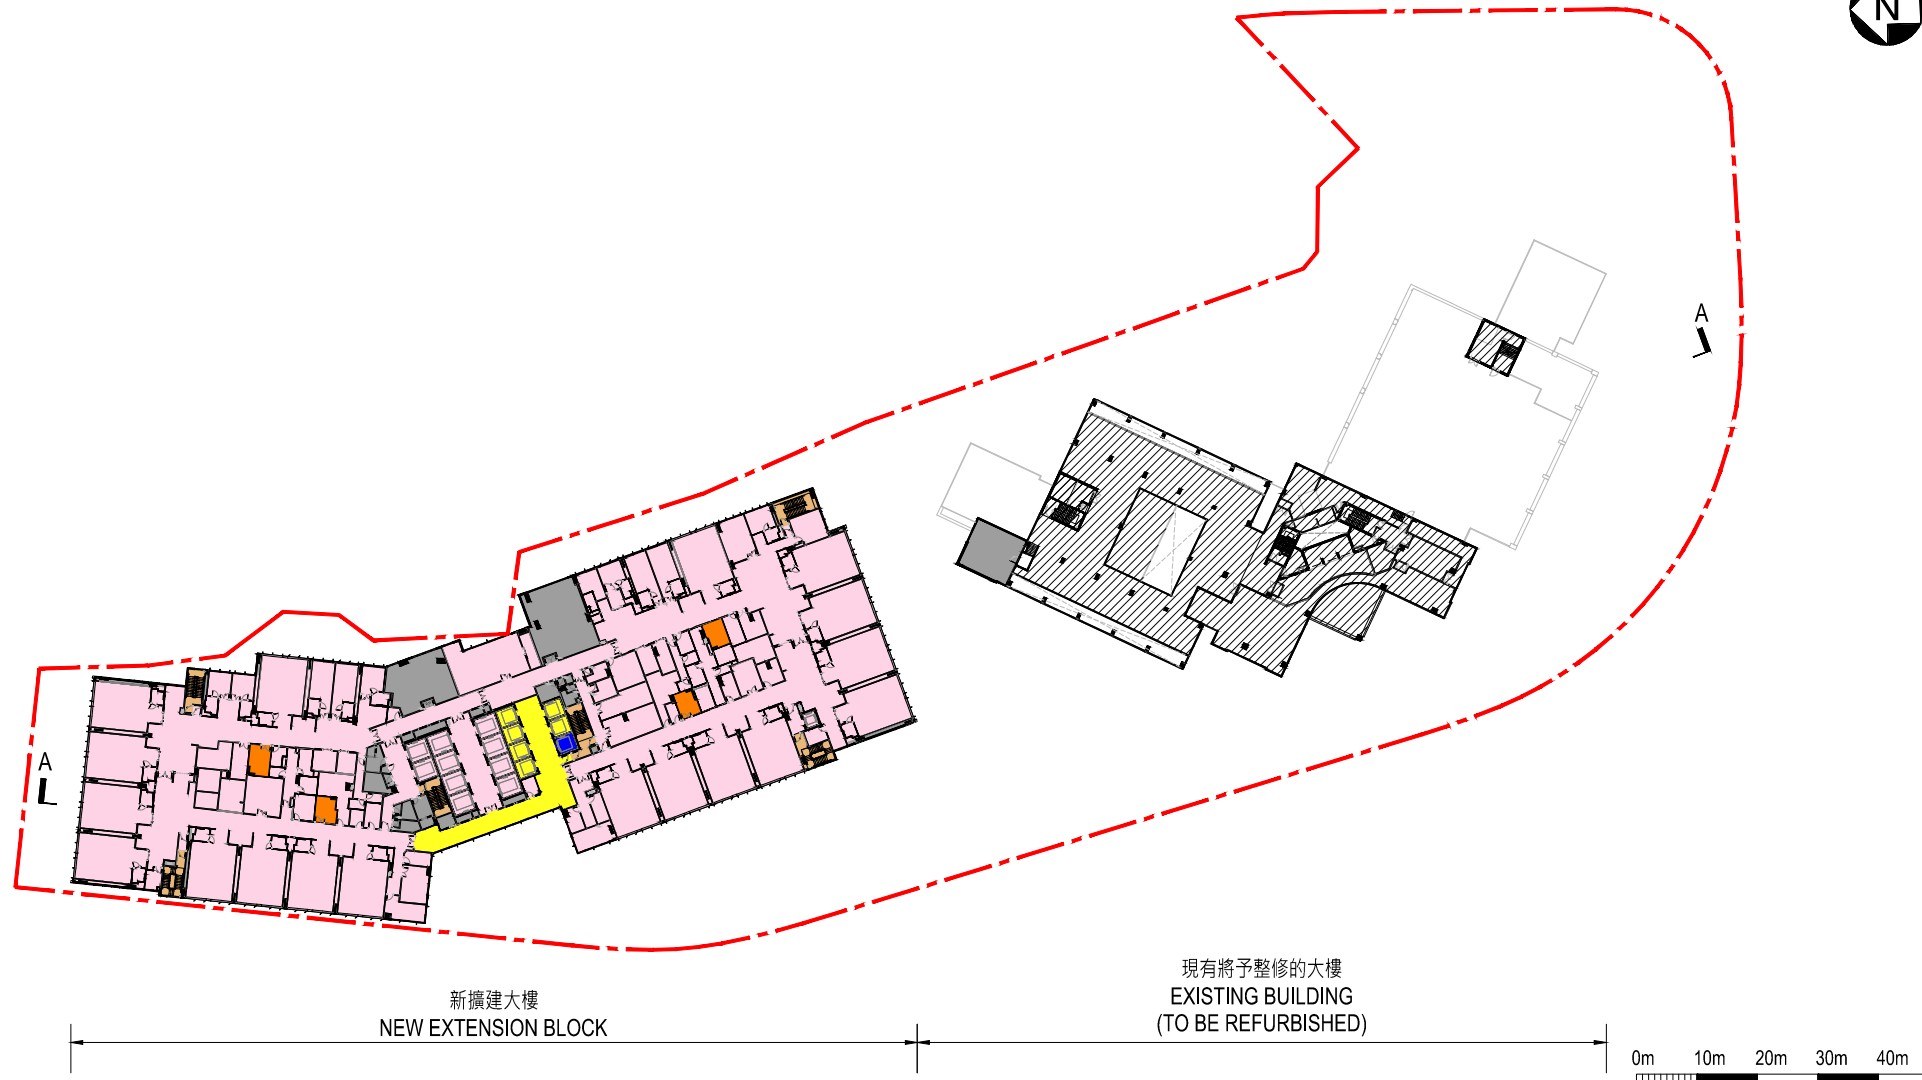 N
A
A
現有將予整修的大樓
EXISTING BUILDING
(TO BE REFURBISHED)
新擴建大樓
NEW EXTENSION BLOCK
0m 10m 20m 30m 40m